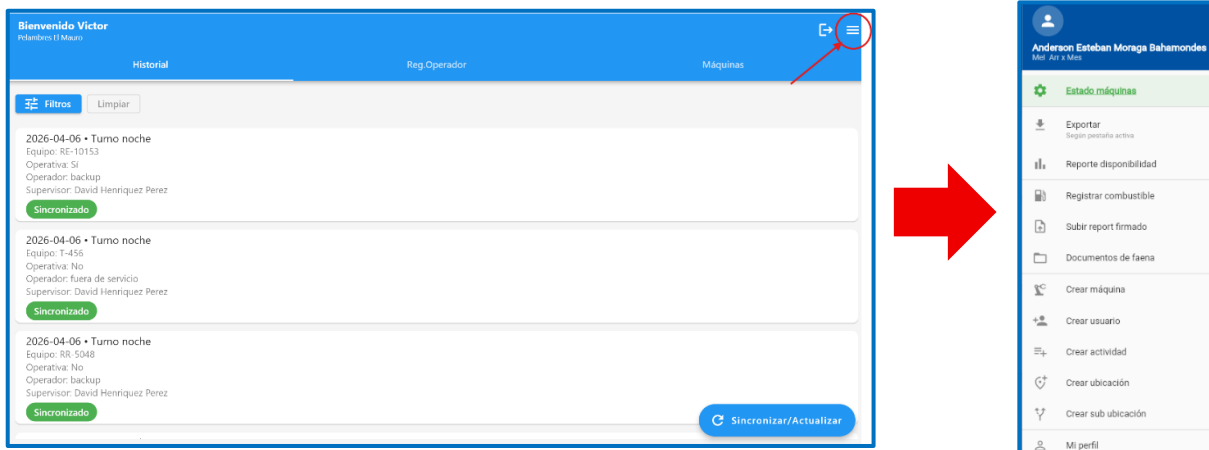 Bienvenido Victor
Pelambres El Mauro
Historial
Reg.Operador
Máquinas
Filtros
Limpiar
2026-04-06 • Turno noche
Equipo: RE-10153
Operativa: Sí
Operador: backup
Supervisor: David Henriquez Perez
Sincronizado
2026-04-06 • Turno noche
Equipo: T-456
Operativa: No
Operador: fuera de servicio
Supervisor: David Henriquez Perez
Sincronizado
2026-04-06 • Turno noche
Equipo: RR-5048
Operativa: No
Operador: backup
Supervisor: David Henriquez Perez
Sincronizado
Sincronizar/Actualizar
Anderson Esteban Moraga Bahamondes
Mel Arr x Mes
Estado máquinas
Exportar
Según pestaña activa
Reporte disponibilidad
Registrar combustible
Subir report firmado
Documentos de faena
Crear máquina
Crear usuario
Crear actividad
Crear ubicación
Crear sub ubicación
Mi perfil